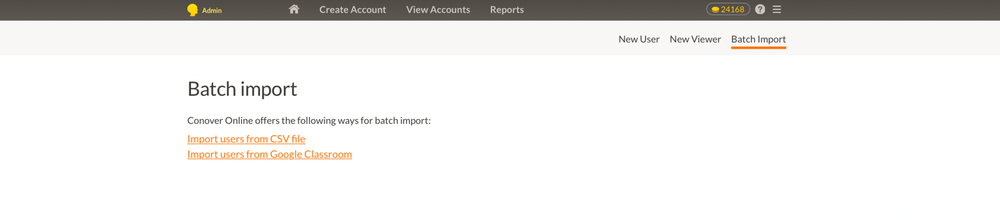 Admin
Create Account
View Accounts
Reports
24168
?
New User
New Viewer
Batch Import
Batch import
Conover Online offers the following ways for batch import:
Import users from CSV file
Import users from Google Classroom